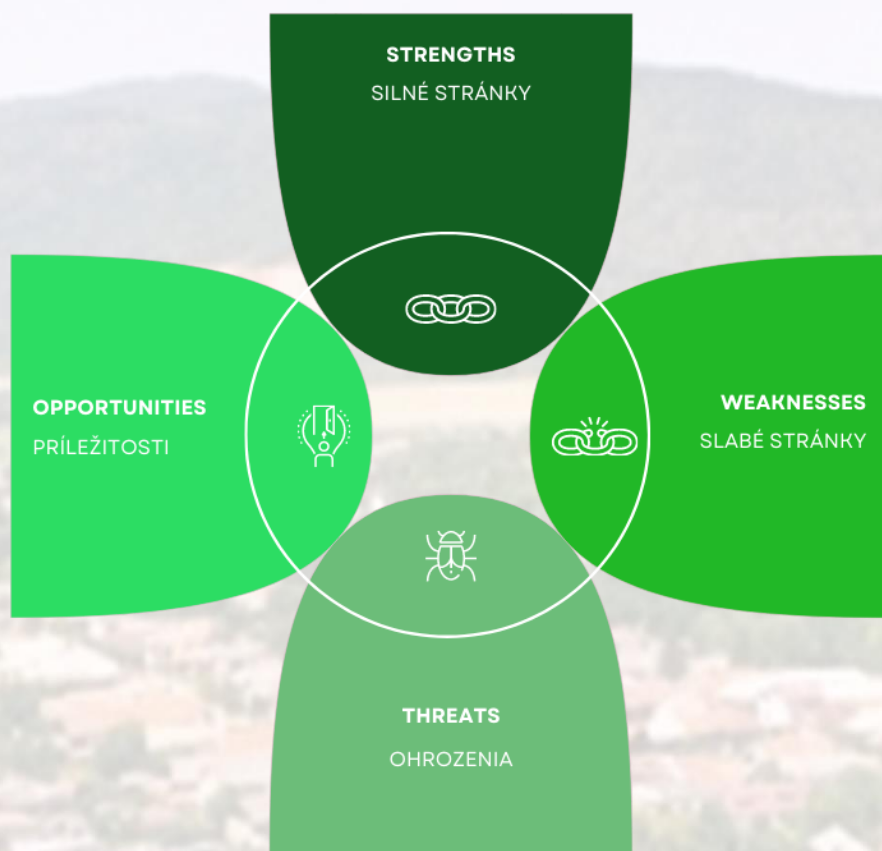 STRENGTHS
SILNÉ STRÁNKY
OPPORTUNITIES
PRÍLEŽITOSTI
WEAKNESSES
SLABÉ STRÁNKY
THREATS
OHROZENIA